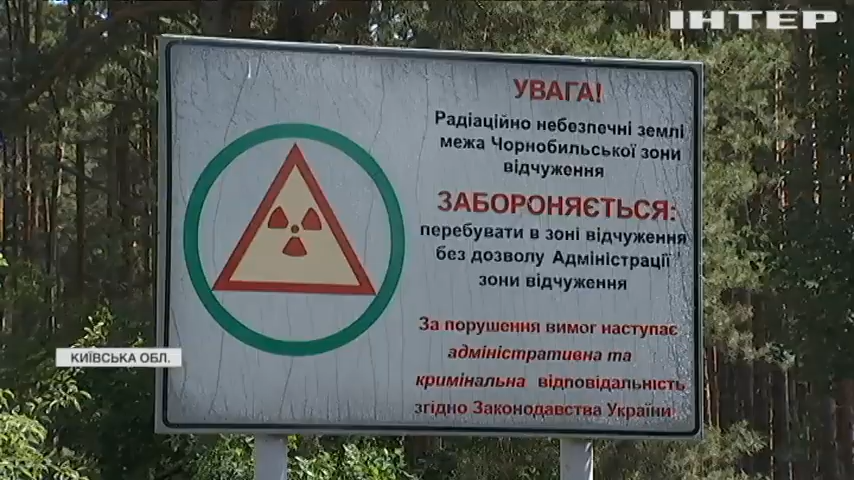 ІНТЕР
УВАГА!
Радіаційно небезпечні землі
межа Чорнобильської зони
відчуження
ЗАБОРОНЯЄТЬСЯ:
перебувати в зоні відчуження
без дозволу Адміністрації
зони відчуження
За порушення вимог наступає
адміністративна та
кримінальна відповідальність
згідно Законодавства України
КИЇВСЬКА ОБЛ.